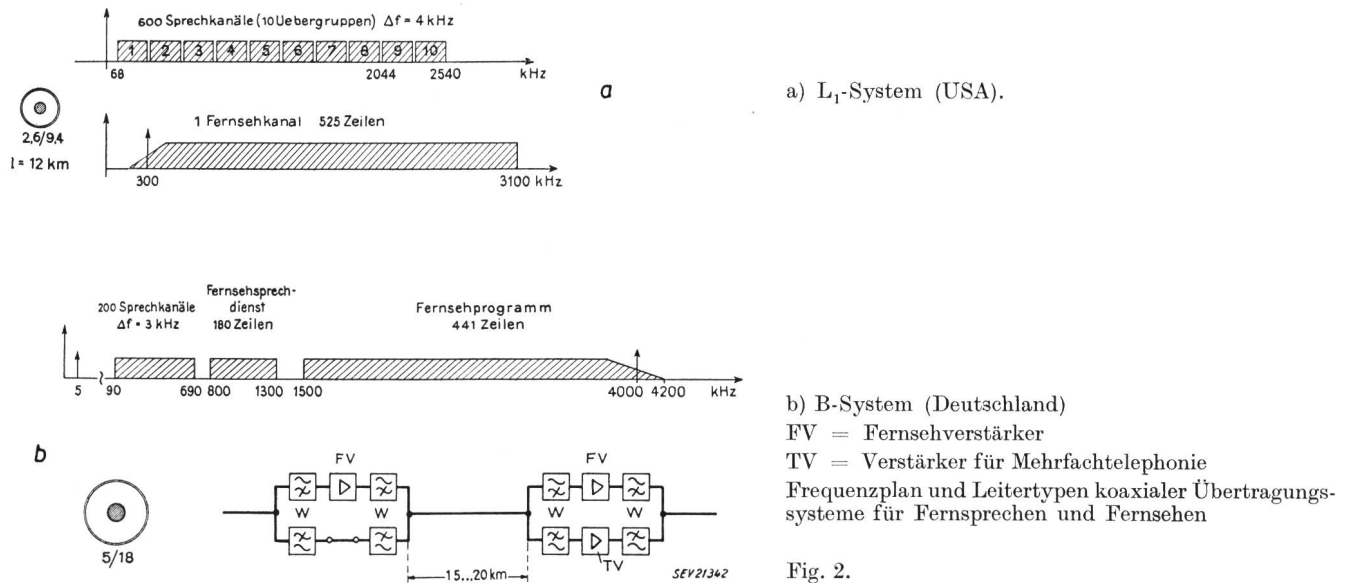 600 Sprechkanäle (10 Uebergruppen) Δf = 4 kHz
1 2 3 4 5 6 7 8 9 10
68 2044 2540 kHz
a
2,6/9,4
l = 12 km
1 Fernsehkanal 525 Zeilen
300 3100 kHz
a) L₁-System (USA).
200 Sprechkanäle
Δf = 3 kHz
Fernsehsprech-
dienst
180 Zeilen
Fernsehprogramm
441 Zeilen
5 90 690 800 1300 1500 4000 4200 kHz
b
5/18
FV FV
W W W W
TV
15...20 km
SEV21342
b) B-System (Deutschland)
FV = Fernsehverstärker
TV = Verstärker für Mehrfachtelephonie
Frequenzplan und Leitertypen koaxialer Übertragungs-
systeme für Fernsprechen und Fernsehen
Fig. 2.